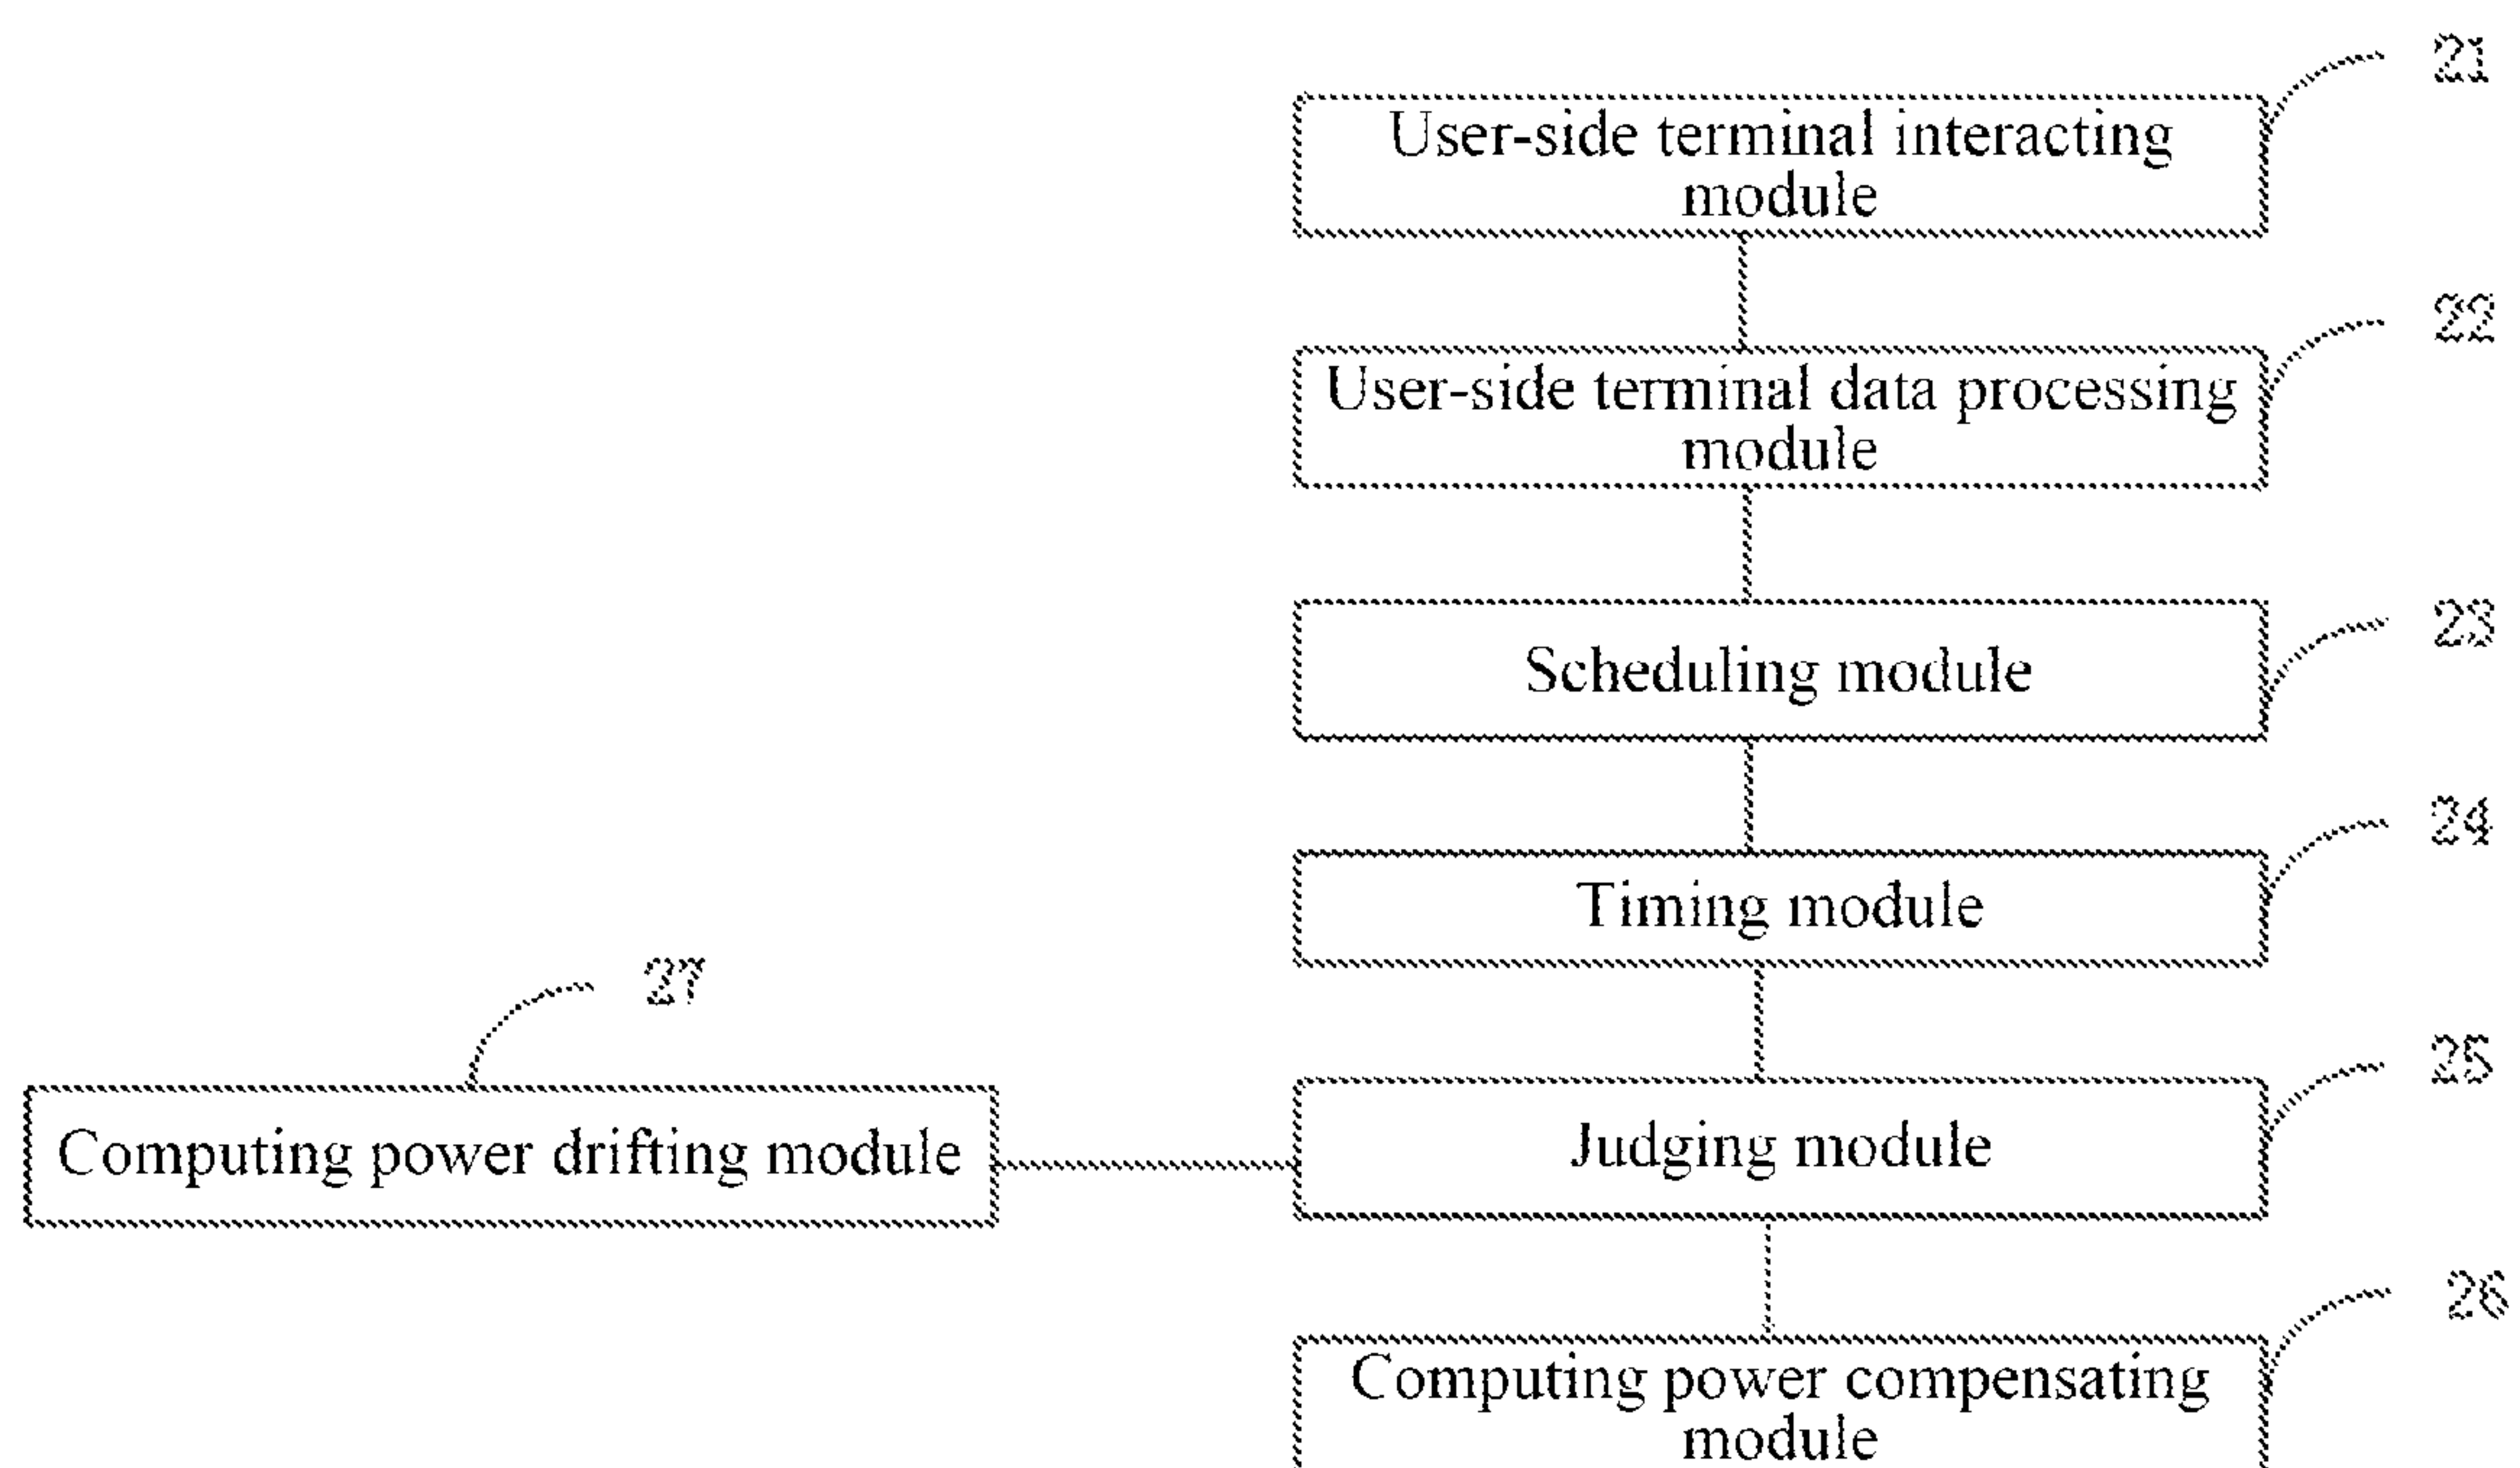 21
User-side terminal interacting
module
22
User-side terminal data processing
module
23
Scheduling module
24
Timing module
27
25
Computing power drifting module
Judging module
26
Computing power compensating
module